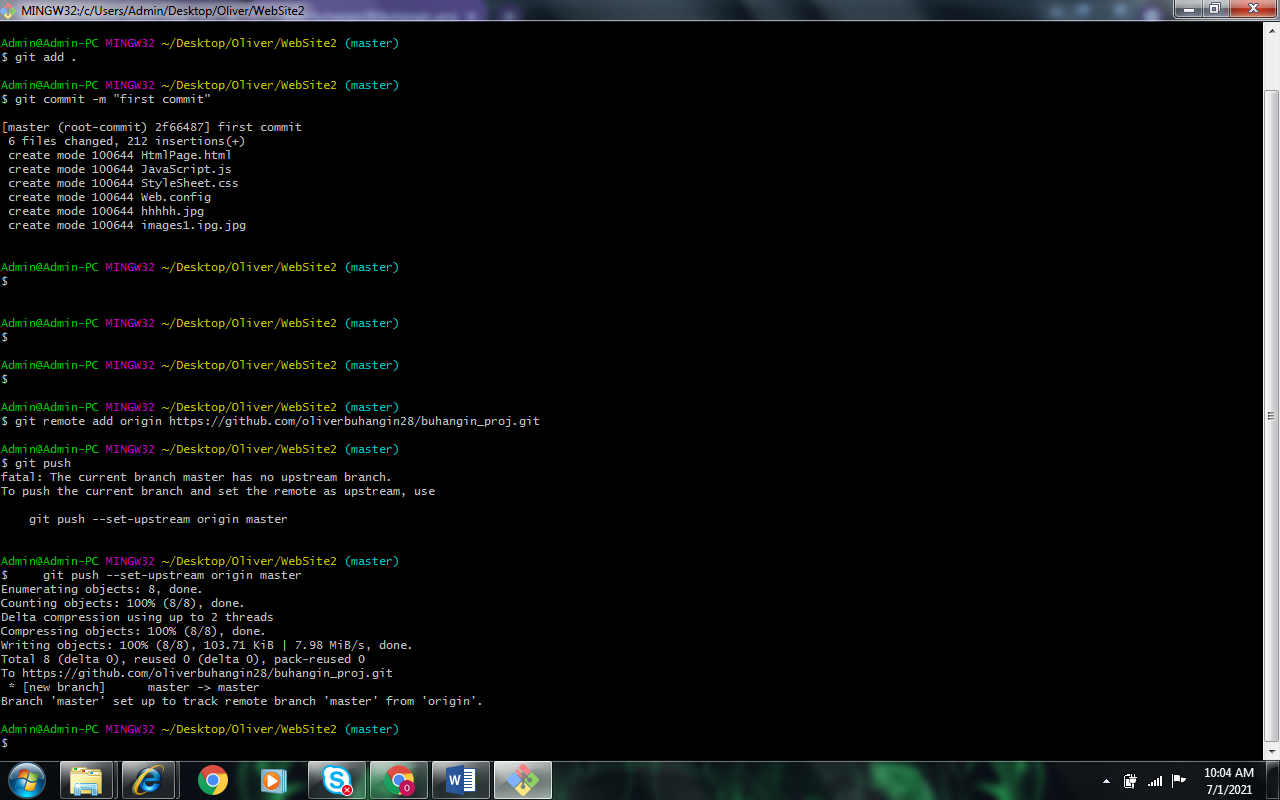 MINGW32:/c/Users/Admin/Desktop/Oliver/WebSite2
Admin@Admin-PC MINGW32 ~/Desktop/Oliver/WebSite2 (master)
$ git add .
Admin@Admin-PC MINGW32 ~/Desktop/Oliver/WebSite2 (master)
$ git commit -m "first commit"
[master (root-commit) 2f66487] first commit
6 files changed, 212 insertions(+)
create mode 100644 HtmlPage.html
create mode 100644 JavaScript.js
create mode 100644 StyleSheet.css
create mode 100644 Web.config
create mode 100644 hhhhh.jpg
create mode 100644 images1.ipg.jpg
Admin@Admin-PC MINGW32 ~/Desktop/Oliver/WebSite2 (master)
$
Admin@Admin-PC MINGW32 ~/Desktop/Oliver/WebSite2 (master)
$
Admin@Admin-PC MINGW32 ~/Desktop/Oliver/WebSite2 (master)
$
Admin@Admin-PC MINGW32 ~/Desktop/Oliver/WebSite2 (master)
$ git remote add origin https://github.com/oliverbuhangin28/buhangin_proj.git
Admin@Admin-PC MINGW32 ~/Desktop/Oliver/WebSite2 (master)
$ git push
fatal: The current branch master has no upstream branch.
To push the current branch and set the remote as upstream, use
git push --set-upstream origin master
Admin@Admin-PC MINGW32 ~/Desktop/Oliver/WebSite2 (master)
$     git push --set-upstream origin master
Enumerating objects: 8, done.
Counting objects: 100% (8/8), done.
Delta compression using up to 2 threads
Compressing objects: 100% (8/8), done.
Writing objects: 100% (8/8), 103.71 KiB | 7.98 MiB/s, done.
Total 8 (delta 0), reused 0 (delta 0), pack-reused 0
To https://github.com/oliverbuhangin28/buhangin_proj.git
* [new branch]      master -> master
Branch 'master' set up to track remote branch 'master' from 'origin'.
Admin@Admin-PC MINGW32 ~/Desktop/Oliver/WebSite2 (master)
$
10:04 AM
7/1/2021